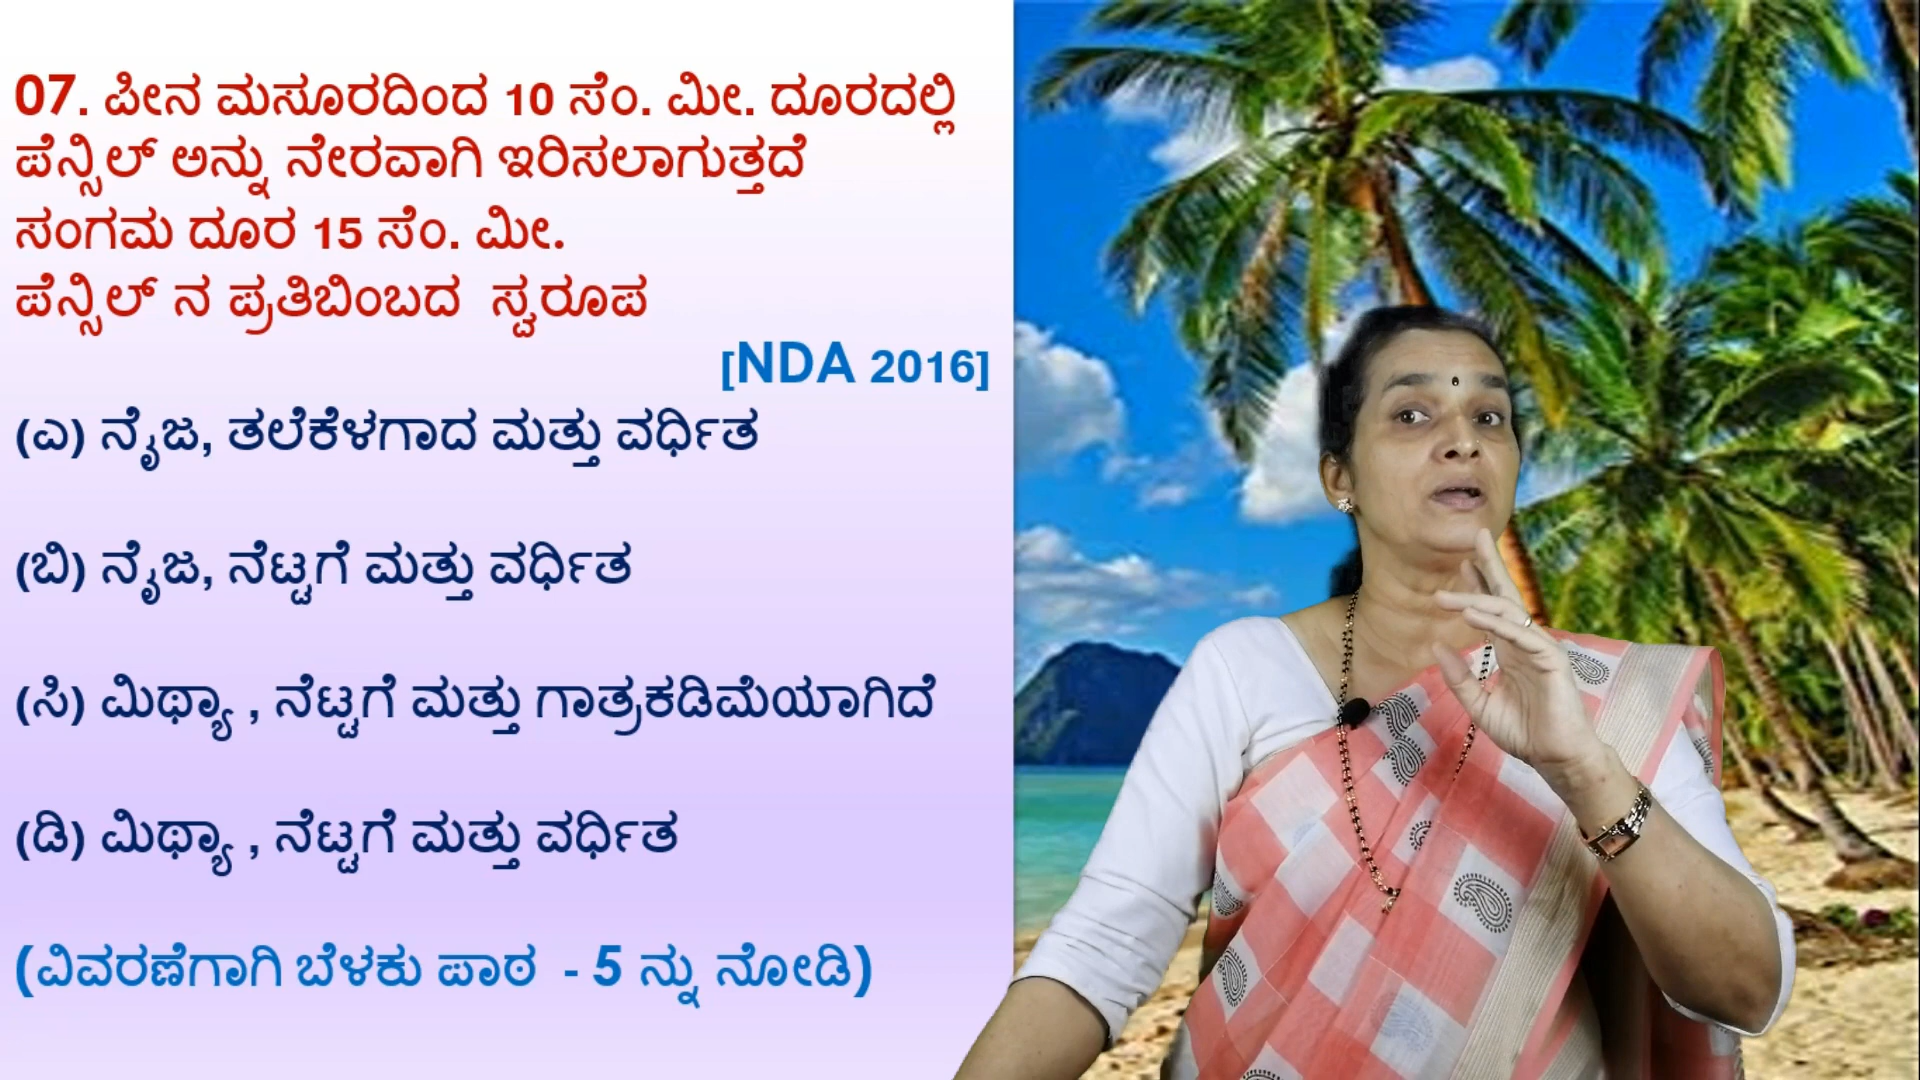 07. ಪೀನ ಮಸೂರದಿಂದ 10 ಸೆಂ. ಮೀ. ದೂರದಲ್ಲಿ
ಪೆನ್ಸಿಲ್ ಅನ್ನು ನೇರವಾಗಿ ಇರಿಸಲಾಗುತ್ತದೆ
ಸಂಗಮ ದೂರ 15 ಸೆಂ. ಮೀ.
ಪೆನ್ಸಿಲ್ ನ ಪ್ರತಿಬಿಂಬದ ಸ್ವರೂಪ
[NDA 2016]
(ಎ) ನೈಜ, ತಲೆಕೆಳಗಾದ ಮತ್ತು ವರ್ಧಿತ
(ಬಿ) ನೈಜ, ನೆಟ್ಟಗೆ ಮತ್ತು ವರ್ಧಿತ
(ಸಿ) ಮಿಥ್ಯಾ , ನೆಟ್ಟಗೆ ಮತ್ತು ಗಾತ್ರಕಡಿಮೆಯಾಗಿದೆ
(ಡಿ) ಮಿಥ್ಯಾ , ನೆಟ್ಟಗೆ ಮತ್ತು ವರ್ಧಿತ
(ವಿವರಣೆಗಾಗಿ ಬೆಳಕು ಪಾಠ - 5 ನ್ನು ನೋಡಿ)